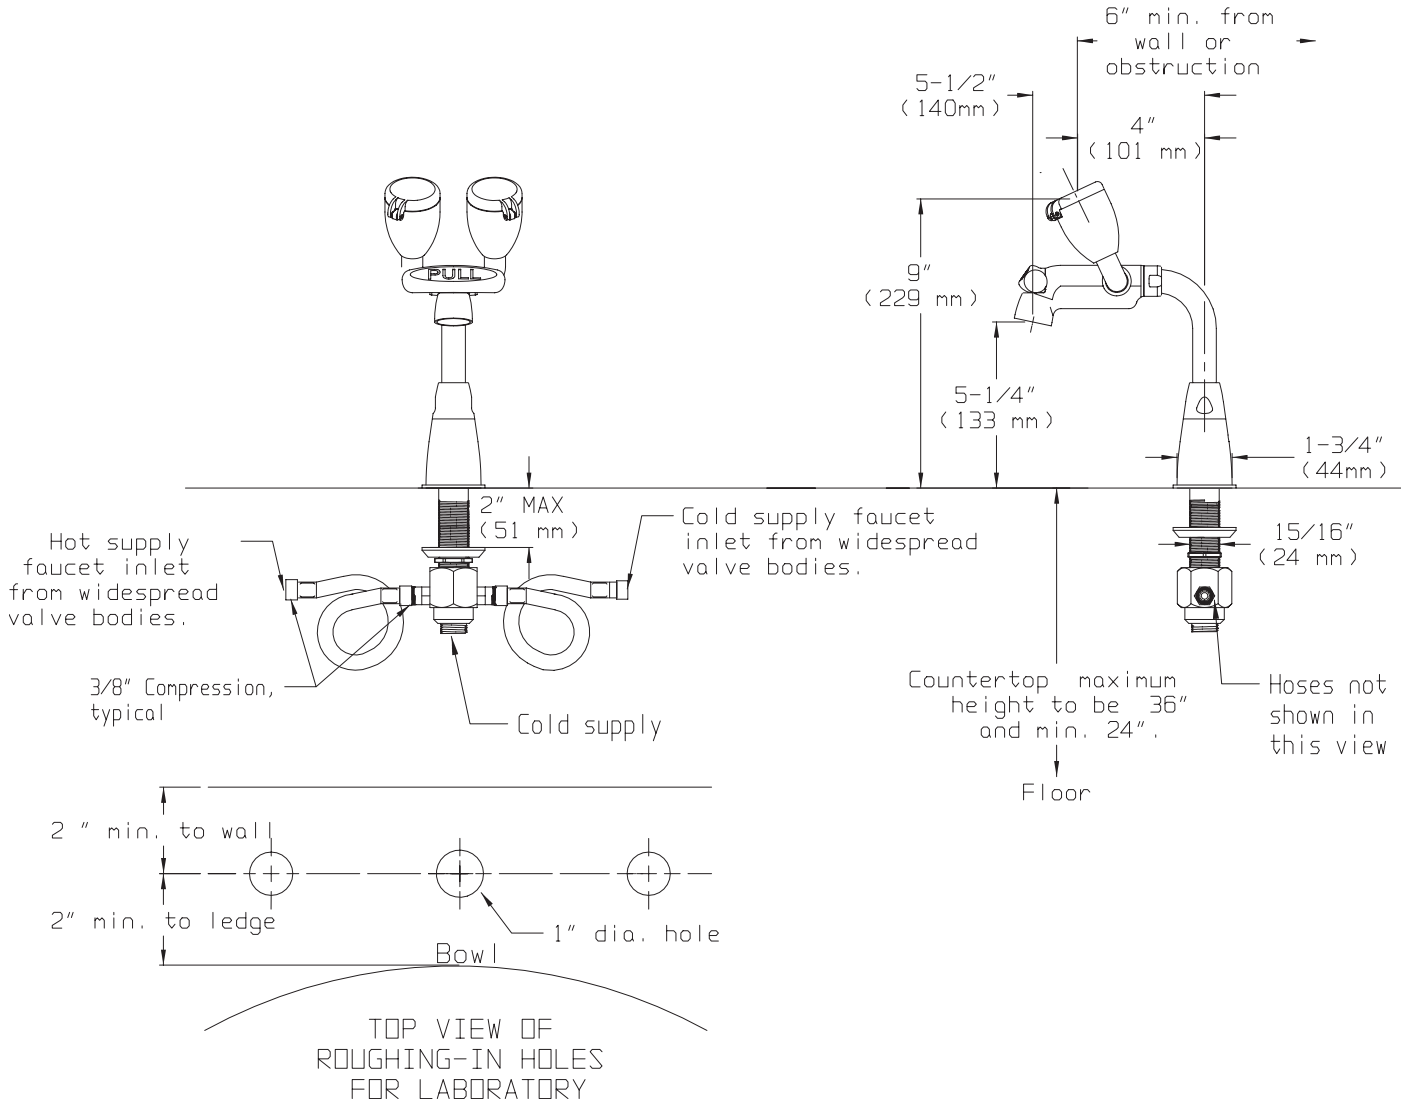 6" min. from
wall or
obstruction
5-1/2"
(140mm)
4"
(101 mm)
PULL
9"
(229 mm)
5-1/4"
(133 mm)
1-3/4"
(44mm)
2" MAX
(51 mm)
Cold supply faucet
inlet from widespread
valve bodies.
15/16"
(24 mm)
Hot supply
faucet inlet
from widespread
valve bodies.
3/8" Compression,
typical
Cold supply
Countertop maximum
height to be 36"
and min. 24".
Floor
Hoses not
shown in
this view
2 " min. to wall
2" min. to ledge
1" dia. hole
Bowl
TOP VIEW OF
ROUGHING-IN HOLES
FOR LABORATORY